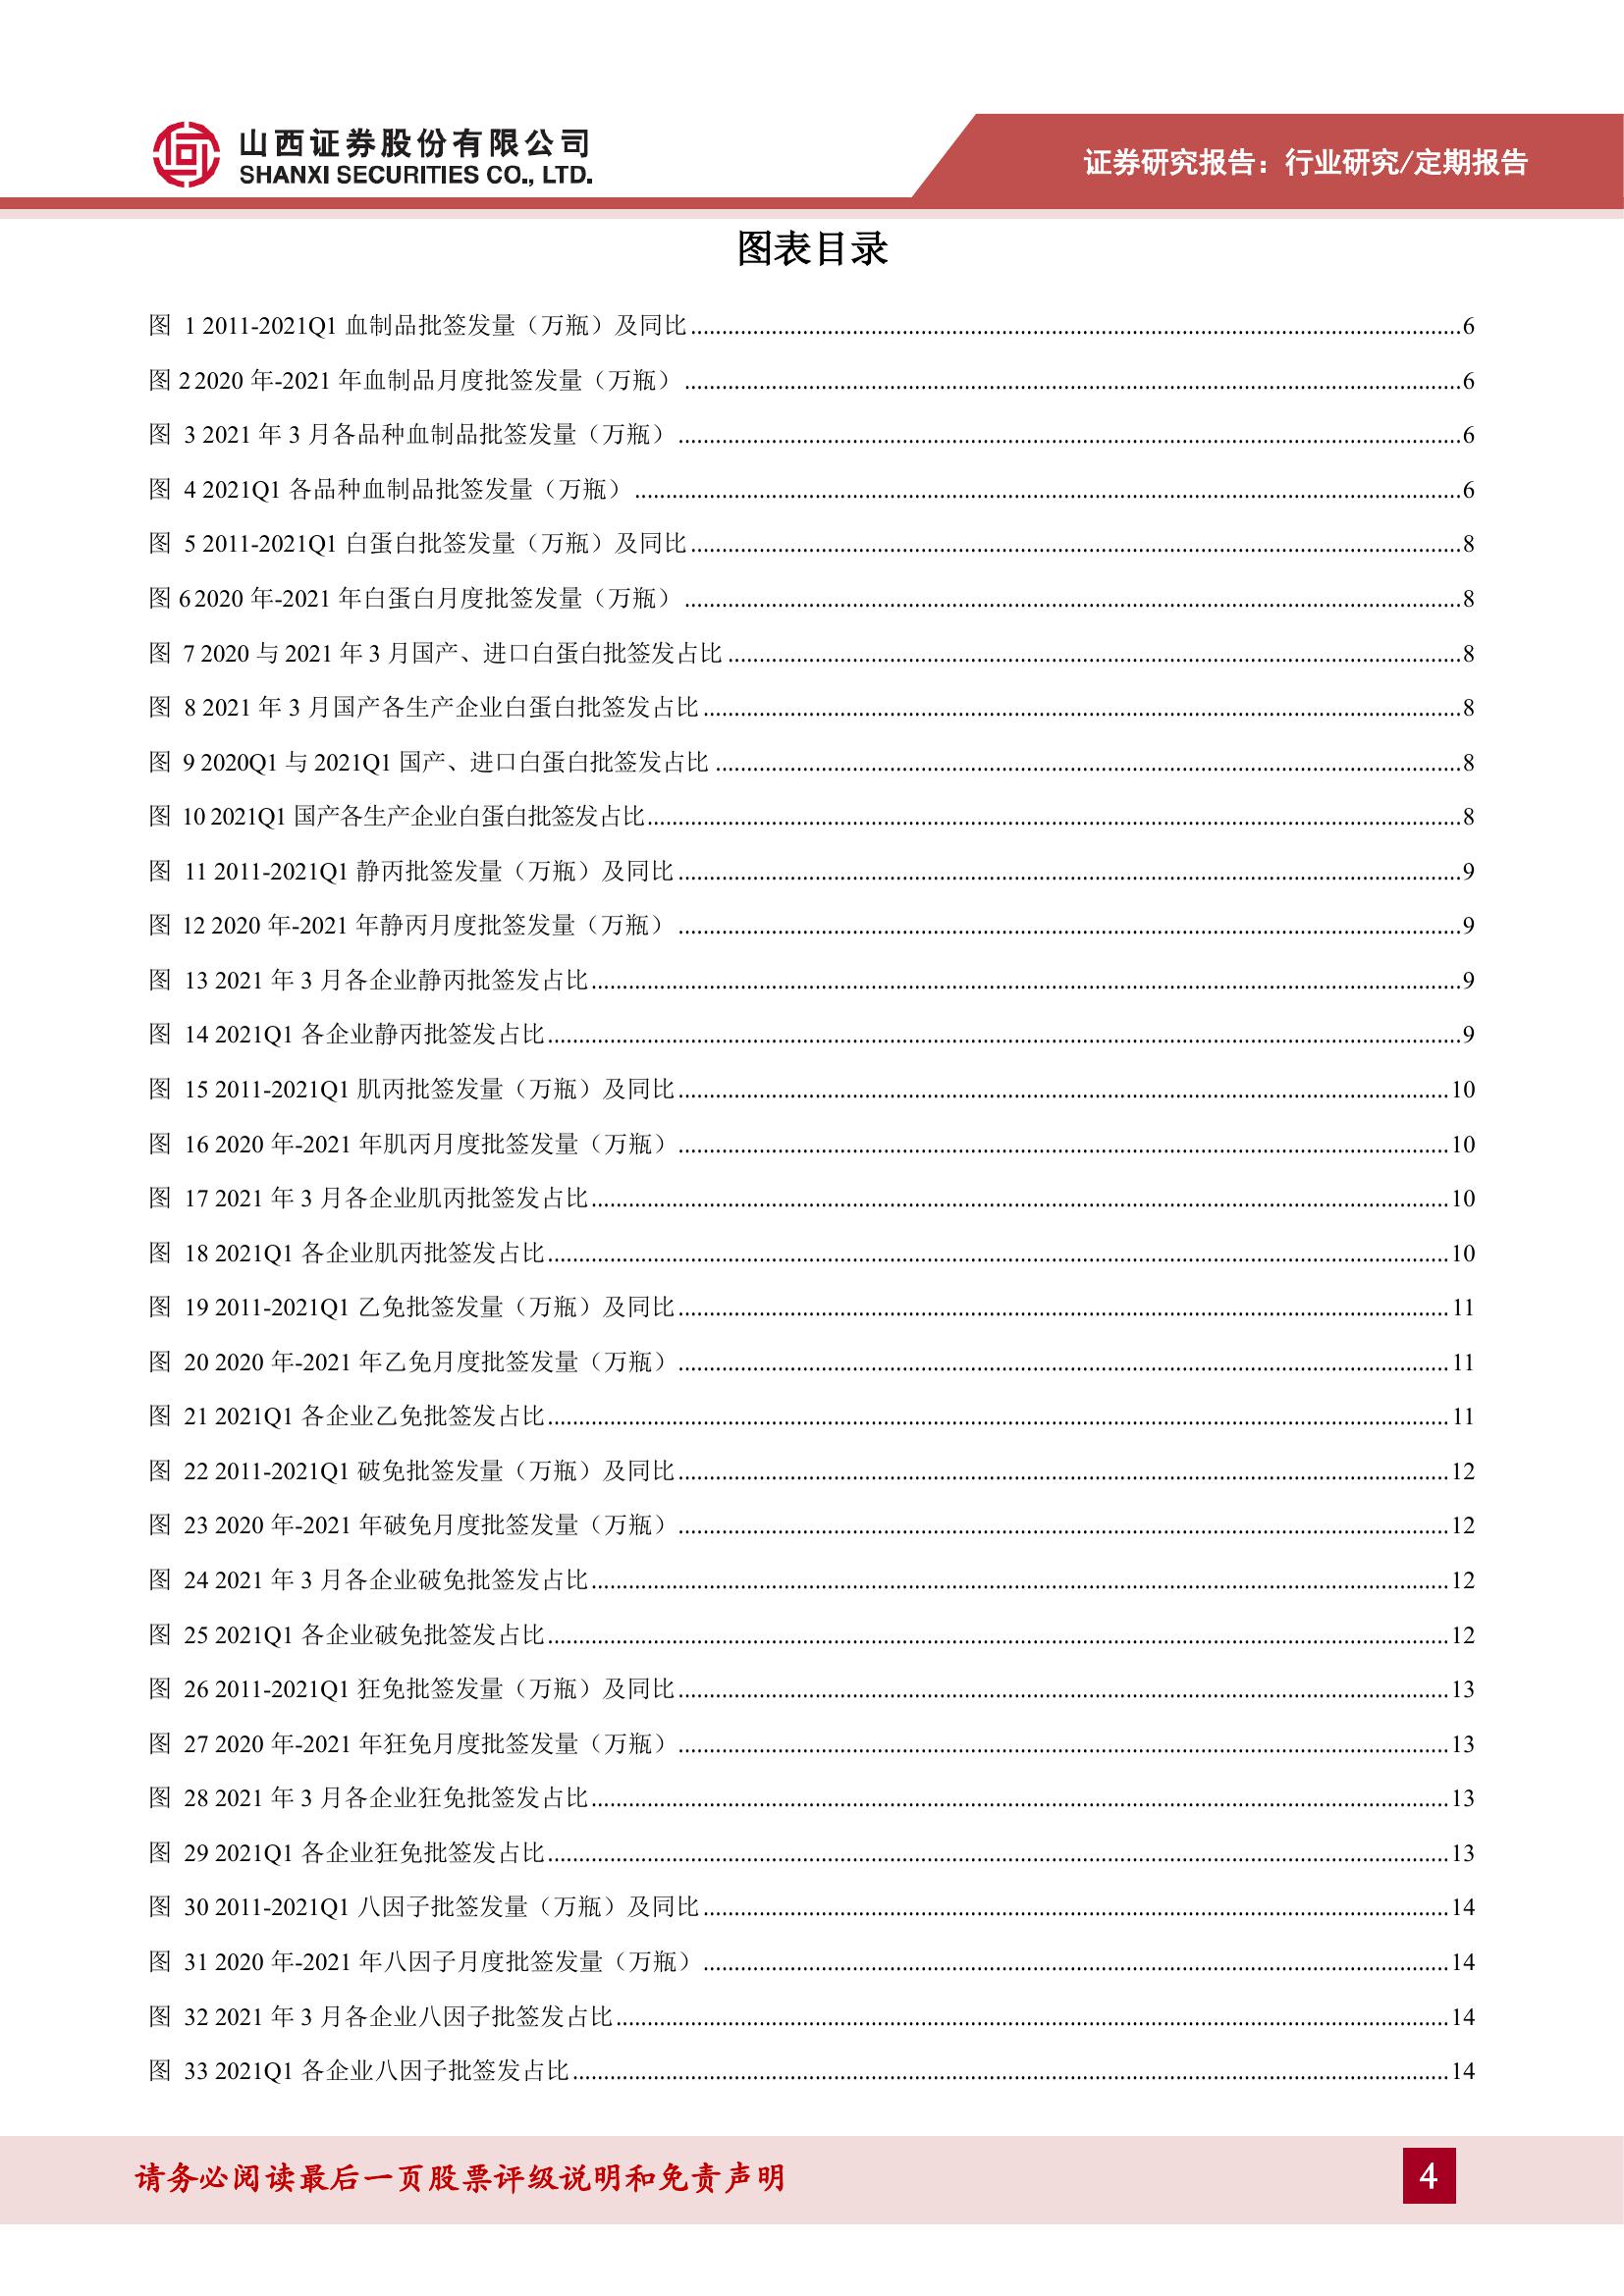 山西证券股份有限公司
SHANXI SECURITIES CO., LTD.
证券研究报告：行业研究/定期报告
图表目录
图 1 2011-2021Q1 血制品批签发量（万瓶）及同比........6
图 2 2020 年-2021 年血制品月度批签发量（万瓶）........6
图 3 2021 年 3 月各品种血制品批签发量（万瓶）........6
图 4 2021Q1 各品种血制品批签发量（万瓶）........6
图 5 2011-2021Q1 白蛋白批签发量（万瓶）及同比........8
图 6 2020 年-2021 年白蛋白月度批签发量（万瓶）........8
图 7 2020 与 2021 年 3 月国产、进口白蛋白批签发占比........8
图 8 2021 年 3 月国产各生产企业白蛋白批签发占比........8
图 9 2020Q1 与 2021Q1 国产、进口白蛋白批签发占比........8
图 10 2021Q1 国产各生产企业白蛋白批签发占比........8
图 11 2011-2021Q1 静丙批签发量（万瓶）及同比........9
图 12 2020 年-2021 年静丙月度批签发量（万瓶）........9
图 13 2021 年 3 月各企业静丙批签发占比........9
图 14 2021Q1 各企业静丙批签发占比........9
图 15 2011-2021Q1 肌丙批签发量（万瓶）及同比........10
图 16 2020 年-2021 年肌丙月度批签发量（万瓶）........10
图 17 2021 年 3 月各企业肌丙批签发占比........10
图 18 2021Q1 各企业肌丙批签发占比........10
图 19 2011-2021Q1 乙免批签发量（万瓶）及同比........11
图 20 2020 年-2021 年乙免月度批签发量（万瓶）........11
图 21 2021Q1 各企业乙免批签发占比........11
图 22 2011-2021Q1 破免批签发量（万瓶）及同比........12
图 23 2020 年-2021 年破免月度批签发量（万瓶）........12
图 24 2021 年 3 月各企业破免批签发占比........12
图 25 2021Q1 各企业破免批签发占比........12
图 26 2011-2021Q1 狂免批签发量（万瓶）及同比........13
图 27 2020 年-2021 年狂免月度批签发量（万瓶）........13
图 28 2021 年 3 月各企业狂免批签发占比........13
图 29 2021Q1 各企业狂免批签发占比........13
图 30 2011-2021Q1 八因子批签发量（万瓶）及同比........14
图 31 2020 年-2021 年八因子月度批签发量（万瓶）........14
图 32 2021 年 3 月各企业八因子批签发占比........14
图 33 2021Q1 各企业八因子批签发占比........14
请务必阅读最后一页股票评级说明和免责声明
4